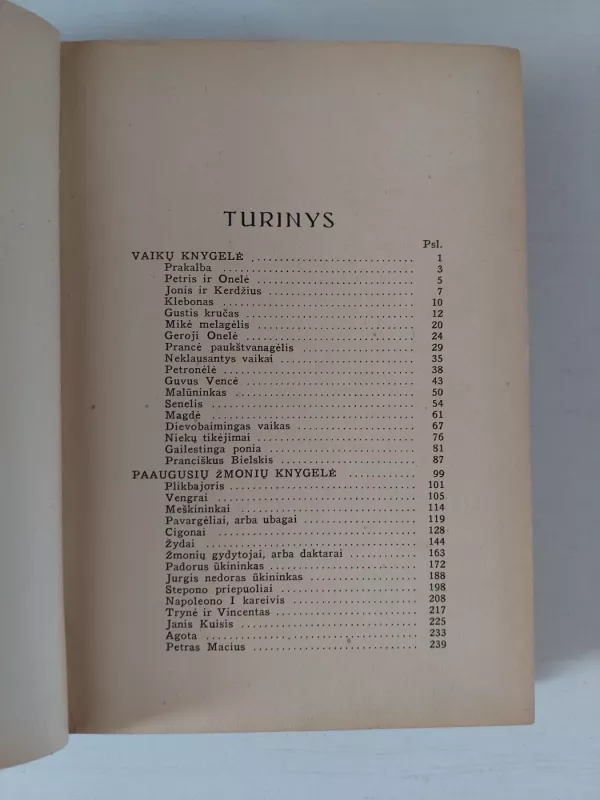 TURINYS
Psl.
VAIKŲ KNYGELĖ 1
Prakalba 3
Petris ir Onelė 5
Jonis ir Kerdžius 7
Klebonas 10
Gustis kručas 12
Mikė melagėlis 20
Geroji Onelė 24
Prancė paukštvanagėlis 29
Neklausantys vaikai 35
Petronėlė 38
Guvus Vencė 43
Malūninkas 50
Senelis 54
Magdė 61
Dievobaimingas vaikas 67
Niekų tikėjimai 76
Gailestinga ponia 81
Pranciškus Bielskis 87
PAAUGUSIŲ ŽMONIŲ KNYGELĖ 99
Plikbajoris 101
Vengrai 105
Meškininkai 114
Pavargėliai, arba ubagai 119
Cigonai 128
Žydai 144
Žmonių gydytojai, arba daktarai 163
Padorus ūkininkas 172
Jurgis nedoras ūkininkas 188
Stepono priepuoliai 198
Napoleono I kareivis 208
Trynė ir Vincentas 217
Janis Kuisis 225
Agota 233
Petras Macius 239